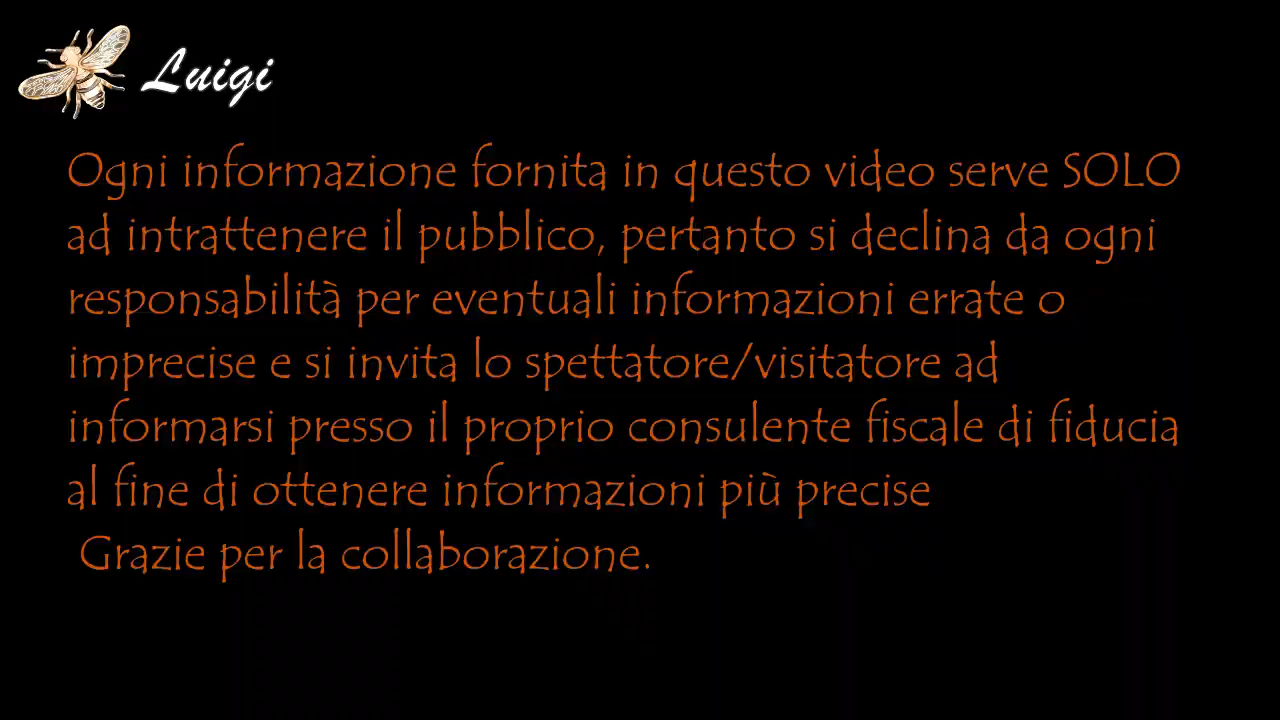 Luigi
Ogni informazione fornita in questo video serve SOLO
ad intrattenere il pubblico, pertanto si declina da ogni
responsabilità per eventuali informazioni errate o
imprecise e si invita lo spettatore/visitatore ad
informarsi presso il proprio consulente fiscale di fiducia
al fine di ottenere informazioni più precise
Grazie per la collaborazione.